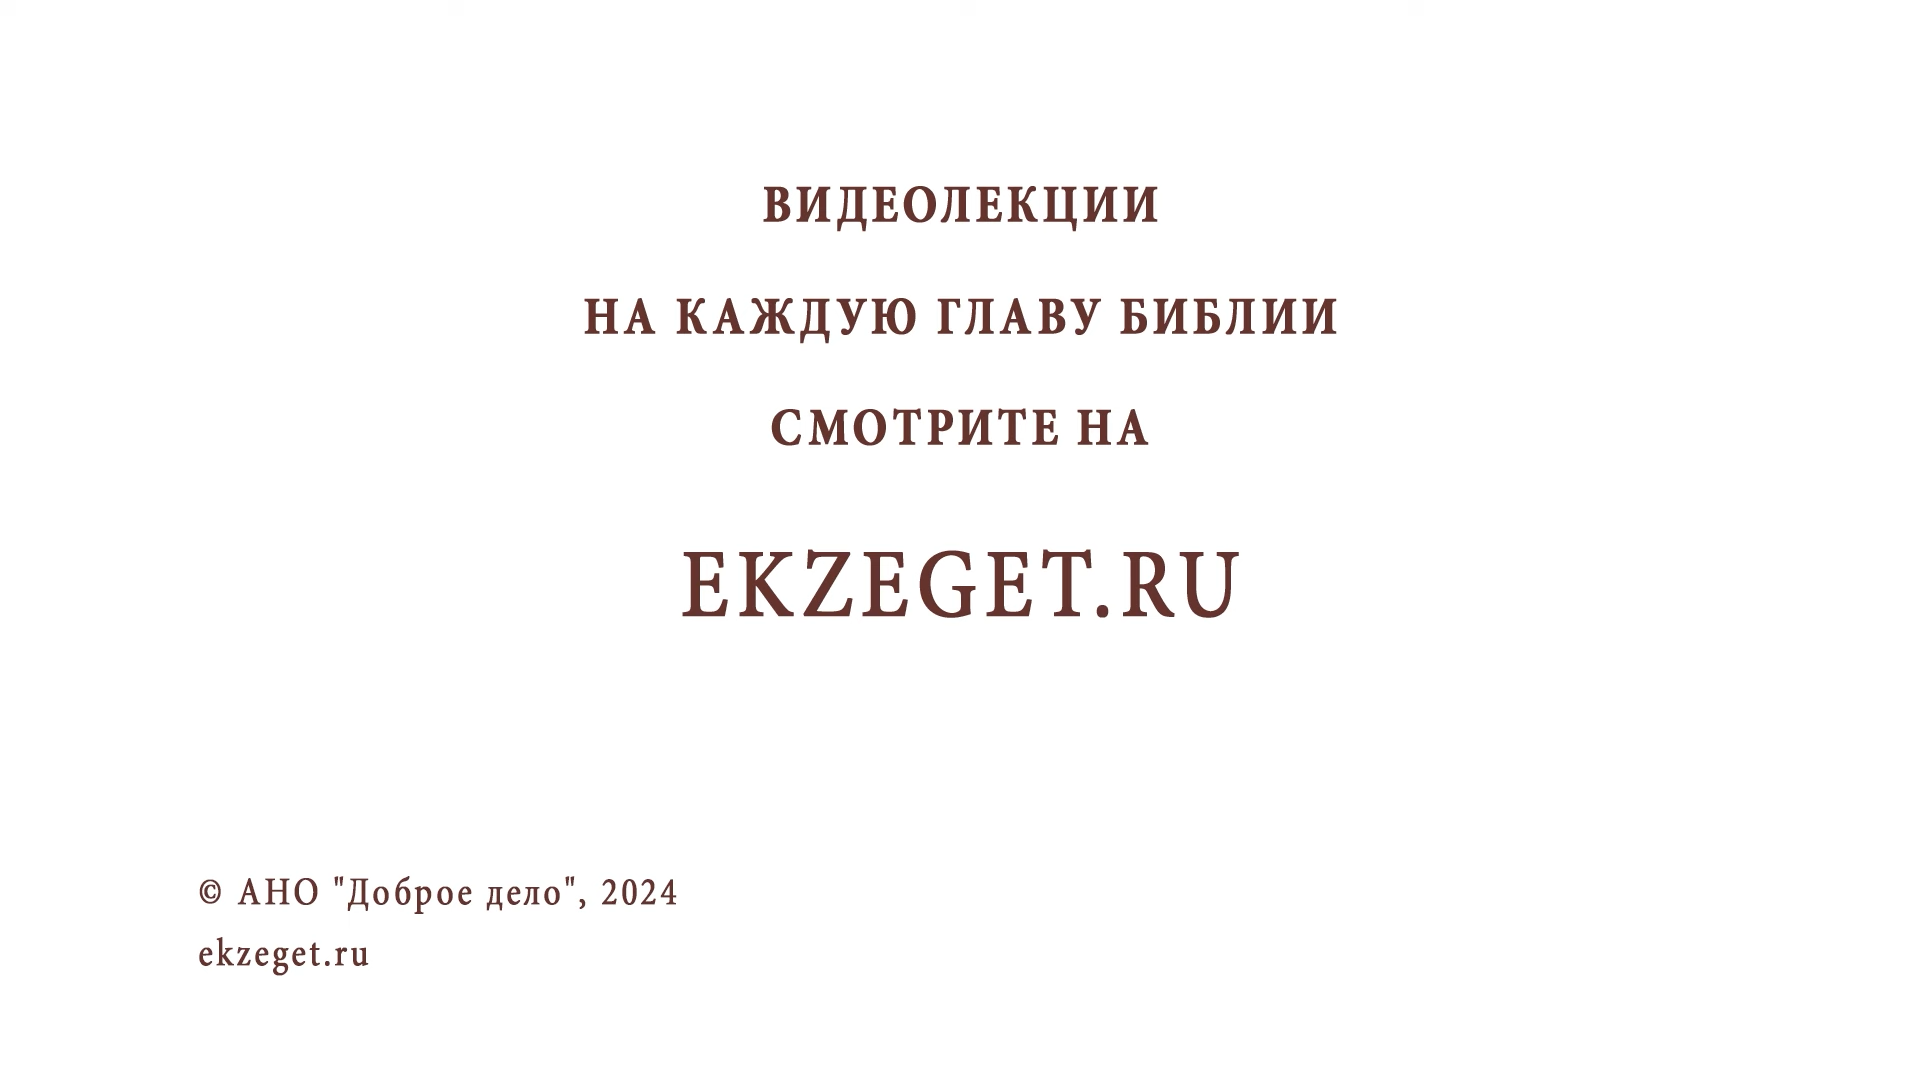 ВИДЕОЛЕКЦИИ
НА КАЖДУЮ ГЛАВУ БИБЛИИ
СМОТРИТЕ НА
EKZEGET.RU
© АНО "Доброе дело", 2024
ekzeget.ru